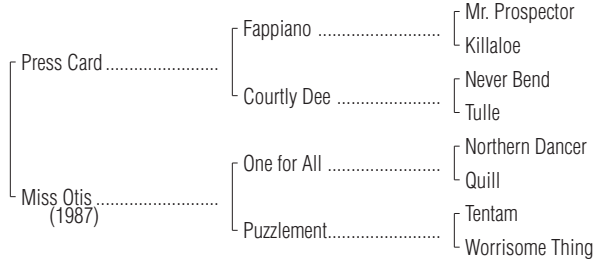 Mr. Prospector
Fappiano ........................................
Killaloe
Press Card.....................................
Never Bend
Courtly Dee ..................................
Tulle
Northern Dancer
One for All .....................................
Quill
Miss Otis........................................
(1987)
Tentam
Puzzlement.....................................
Worrisome Thing